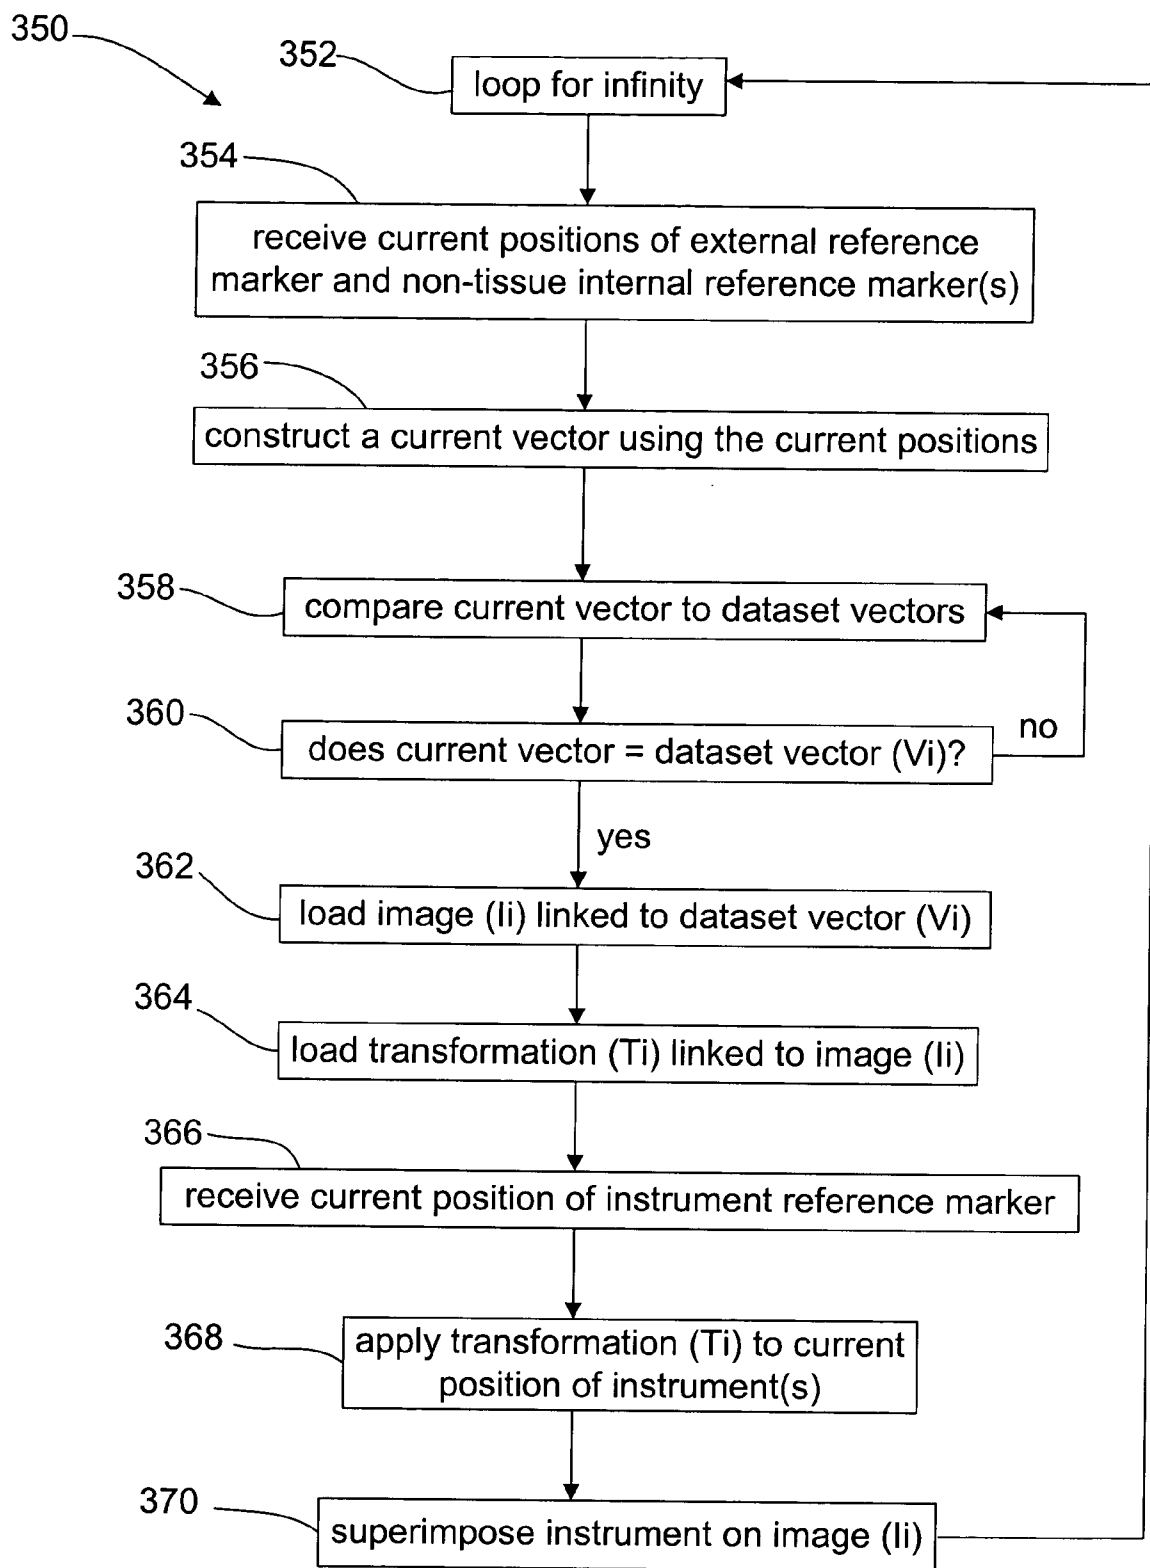 350
352
loop for infinity
354
receive current positions of external reference
marker and non-tissue internal reference marker(s)
356
construct a current vector using the current positions
358
compare current vector to dataset vectors
360
does current vector = dataset vector (Vi)?
no
yes
362
load image (Ii) linked to dataset vector (Vi)
364
load transformation (Ti) linked to image (Ii)
366
receive current position of instrument reference marker
368
apply transformation (Ti) to current
position of instrument(s)
370
superimpose instrument on image (Ii)